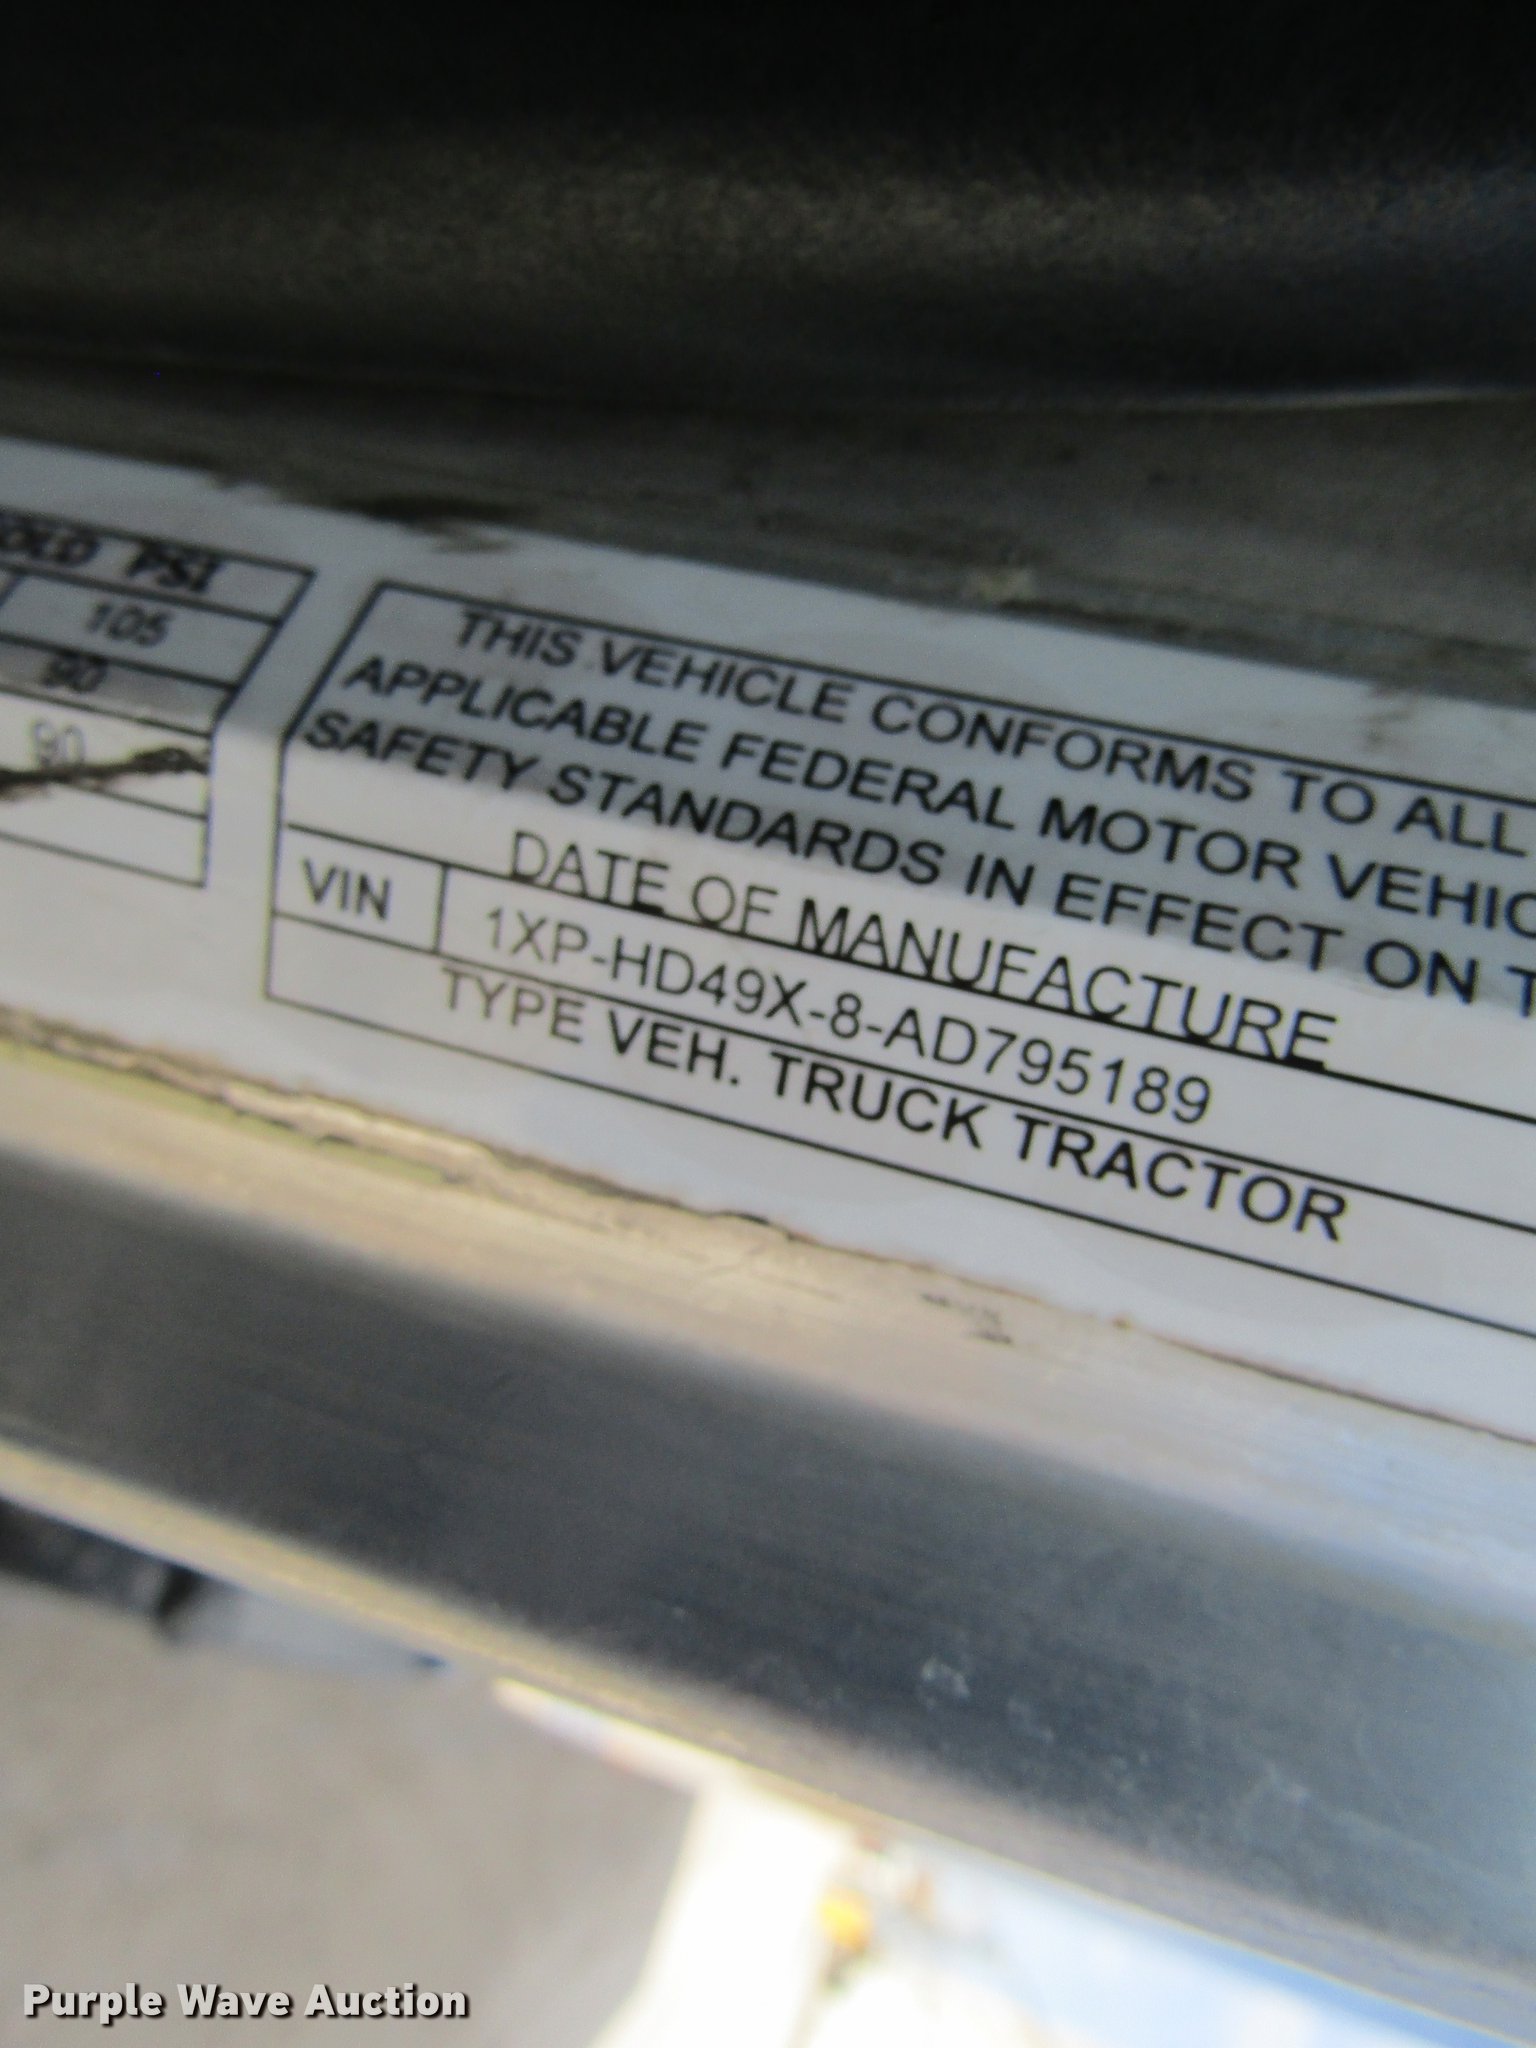 COLD PSI
105
90
90
THIS VEHICLE CONFORMS TO ALL
APPLICABLE FEDERAL MOTOR VEHIC
SAFETY STANDARDS IN EFFECT ON T
DATE OF MANUFACTURE
VIN 1XP-HD49X-8-AD795189
TYPE VEH. TRUCK TRACTOR
Purple Wave Auction